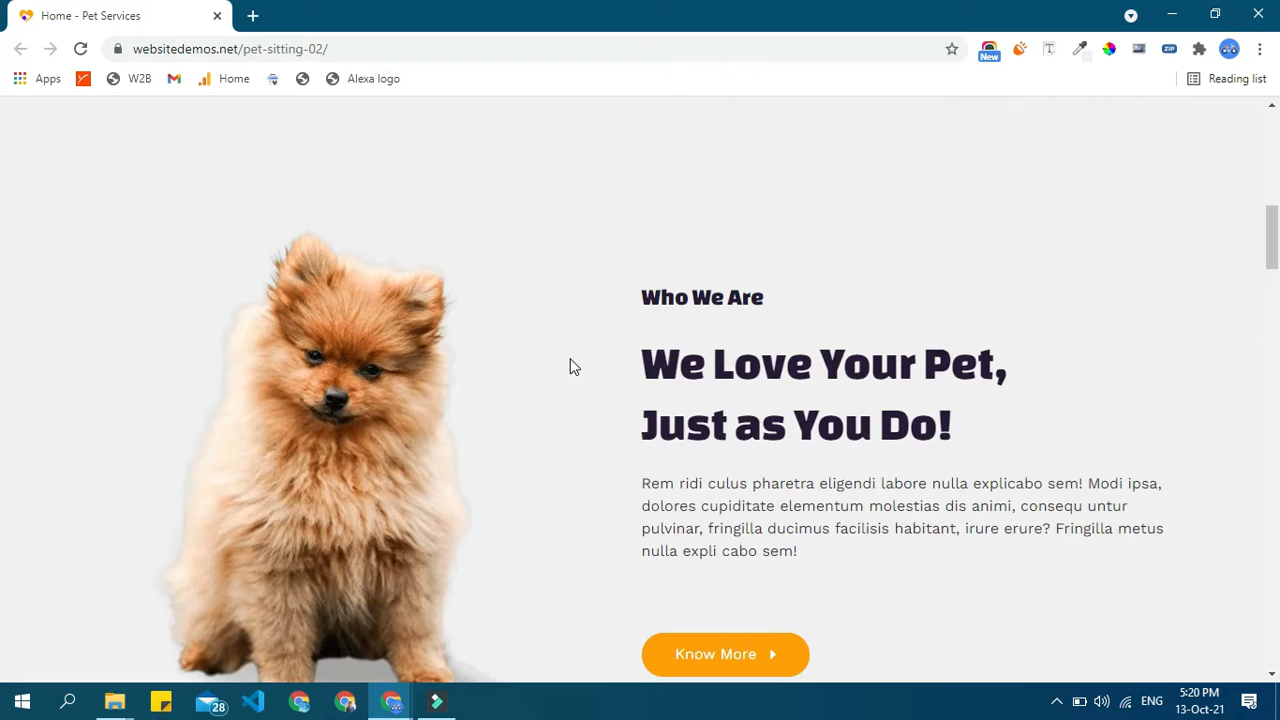 Home - Pet Services
websitedemos.net/pet-sitting-02/
New
T
ZIP
Apps
W2B
Home
Alexa logo
Reading list
Who We Are
We Love Your Pet,
Just as You Do!
Rem ridi culus pharetra eligendi labore nulla explicabo sem! Modi ipsa,
dolores cupiditate elementum molestias dis animi, consequ untur
pulvinar, fringilla ducimus facilisis habitant, irure erure? Fringilla metus
nulla expli cabo sem!
Know More
28
ENG
5:20 PM
13-Oct-21